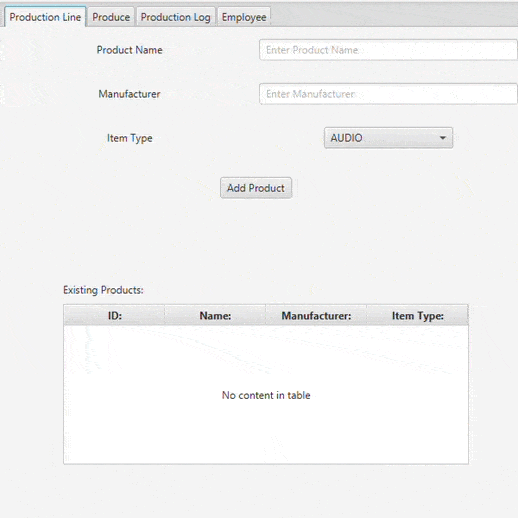 Production Line Produce Production Log Employee
Product Name Enter Product Name
Manufacturer Enter Manufacturer
Item Type AUDIO
Add Product
Existing Products:
ID: Name: Manufacturer: Item Type:
No content in table